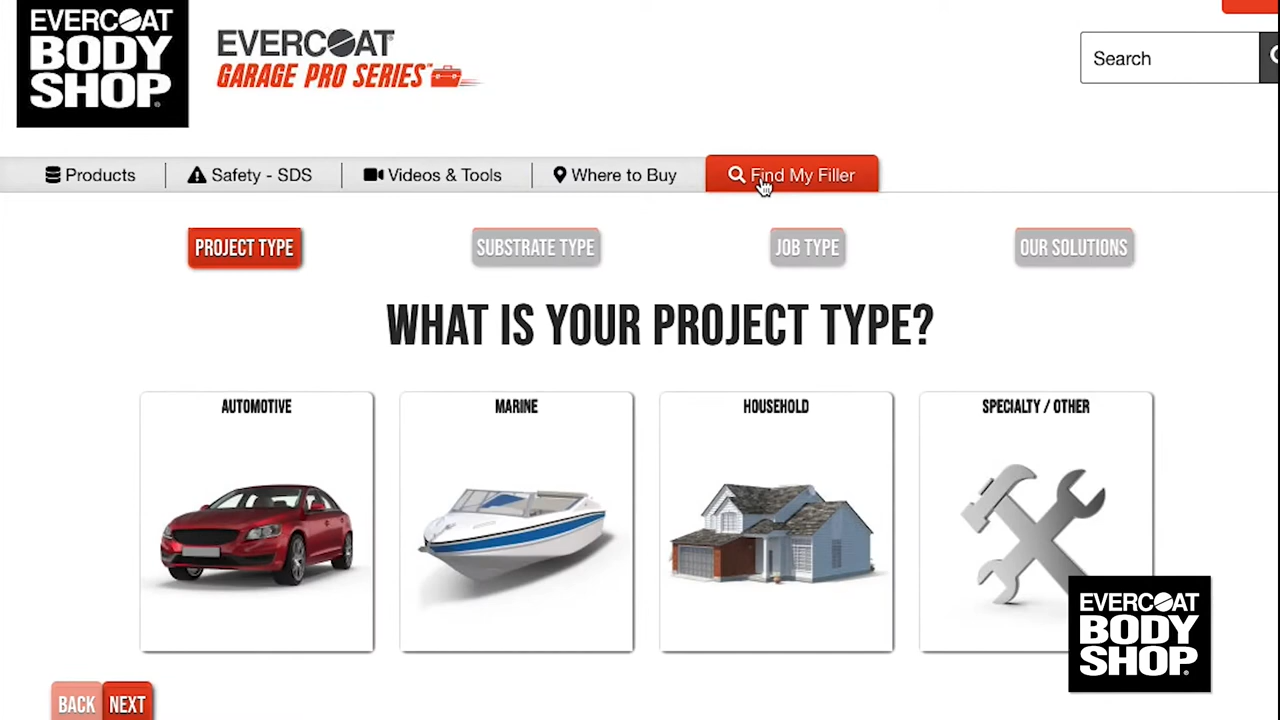 EVERCOAT
BODY
SHOP®
EVERCOAT®
GARAGE PRO SERIES™
Search
Products
Safety - SDS
Videos & Tools
Where to Buy
Find My Filler
PROJECT TYPE
SUBSTRATE TYPE
JOB TYPE
OUR SOLUTIONS
WHAT IS YOUR PROJECT TYPE?
AUTOMOTIVE
MARINE
HOUSEHOLD
SPECIALTY / OTHER
EVERCOAT
BODY
SHOP®
BACK
NEXT